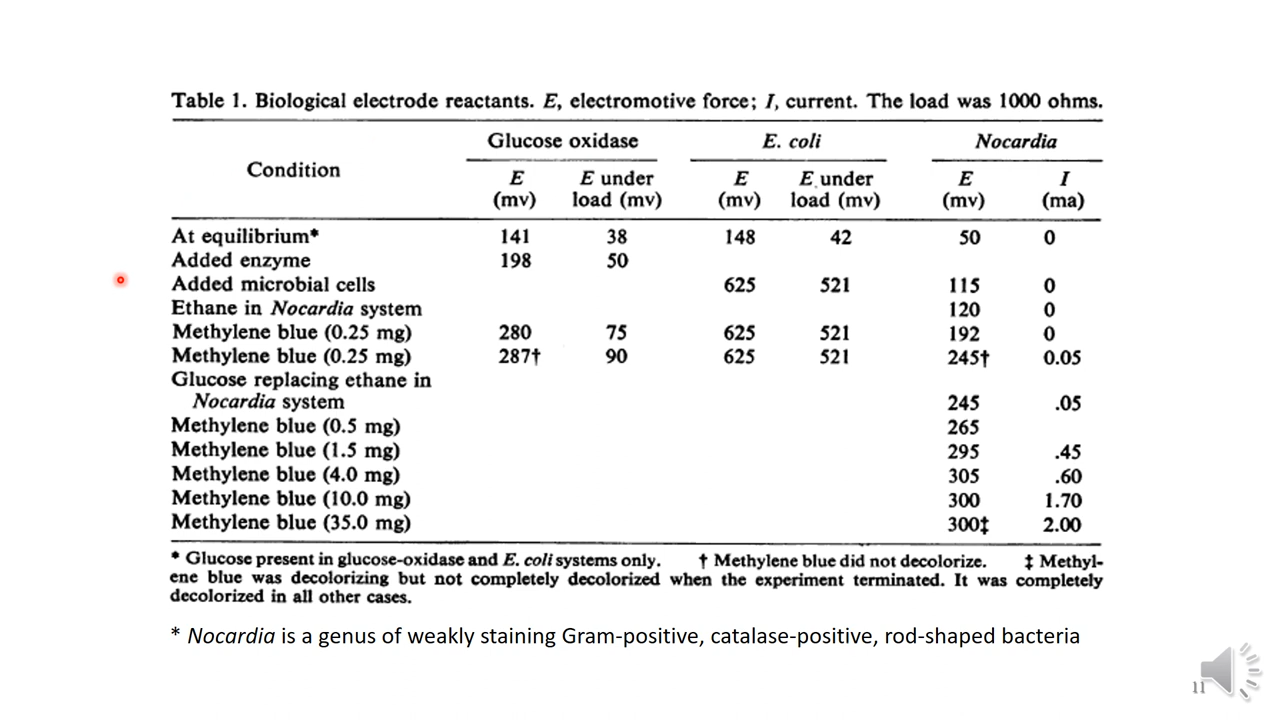 Table 1. Biological electrode reactants. E, electromotive force; I, current. The load was 1000 ohms.
Condition Glucose oxidase E. coli Nocardia
E (mv) E under load (mv) E (mv) E under load (mv) E (mv) I (ma)
At equilibrium* 141 38 148 42 50 0
Added enzyme 198 50
Added microbial cells 625 521 115 0
Ethane in Nocardia system 120 0
Methylene blue (0.25 mg) 280 75 625 521 192 0
Methylene blue (0.25 mg) 287† 90 625 521 245† 0.05
Glucose replacing ethane in
Nocardia system 245 .05
Methylene blue (0.5 mg) 265
Methylene blue (1.5 mg) 295 .45
Methylene blue (4.0 mg) 305 .60
Methylene blue (10.0 mg) 300 1.70
Methylene blue (35.0 mg) 300‡ 2.00
* Glucose present in glucose-oxidase and E. coli systems only. † Methylene blue did not decolorize. ‡ Methyl-
ene blue was decolorizing but not completely decolorized when the experiment terminated. It was completely
decolorized in all other cases.
* Nocardia is a genus of weakly staining Gram-positive, catalase-positive, rod-shaped bacteria
11